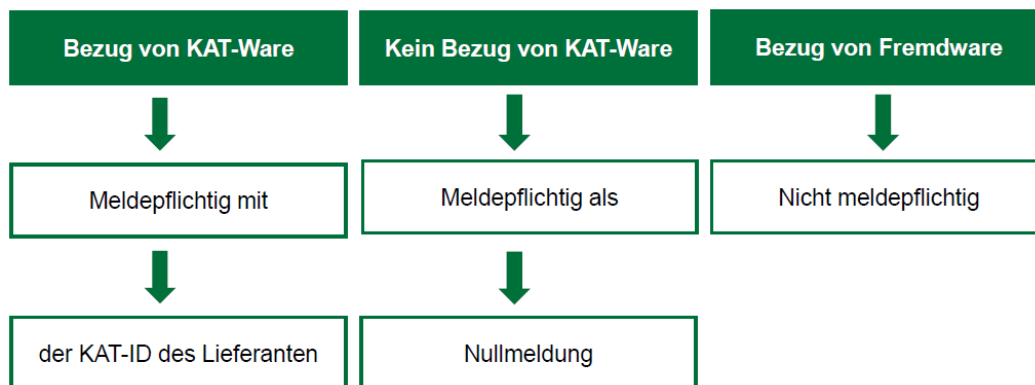 Bezug von KAT-Ware
Kein Bezug von KAT-Ware
Bezug von Fremdware
Meldepflichtig mit
Meldepflichtig als
Nicht meldepflichtig
der KAT-ID des Lieferanten
Nullmeldung